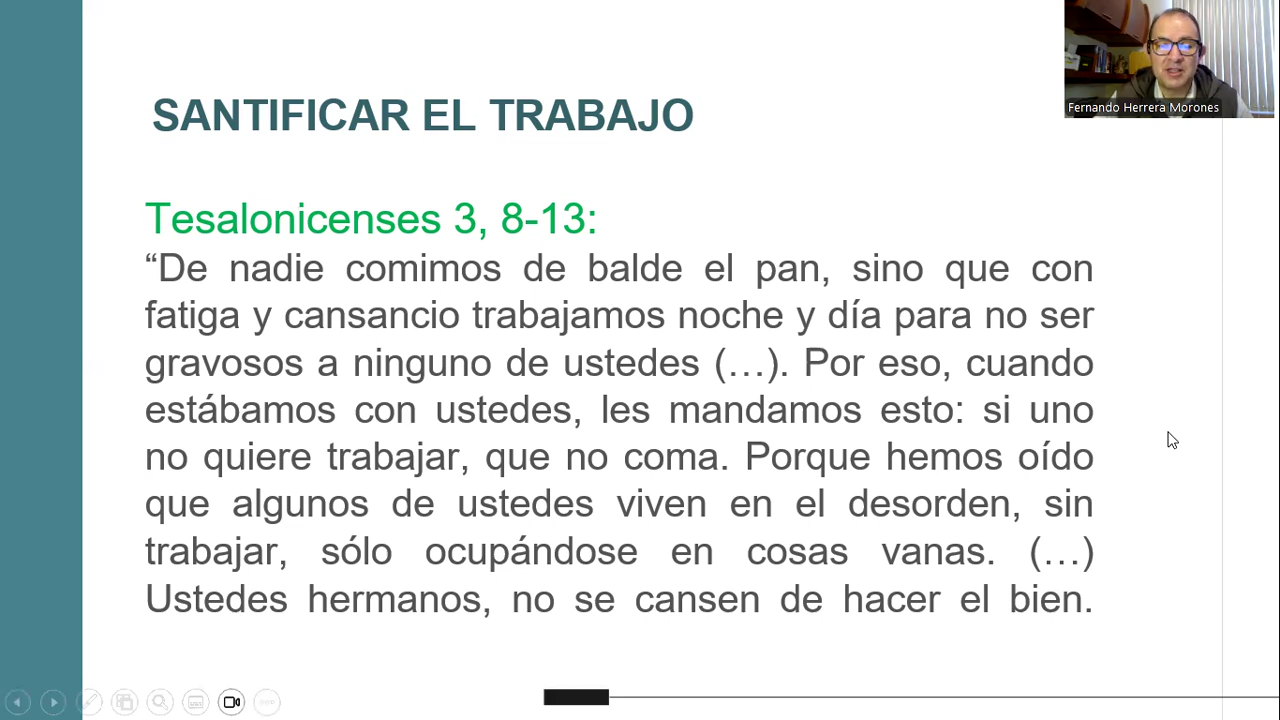 Fernando Herrera Morones
SANTIFICAR EL TRABAJO
Tesalonicenses 3, 8-13:
“De nadie comimos de balde el pan, sino que con
fatiga y cansancio trabajamos noche y día para no ser
gravosos a ninguno de ustedes (…). Por eso, cuando
estábamos con ustedes, les mandamos esto: si uno
no quiere trabajar, que no coma. Porque hemos oído
que algunos de ustedes viven en el desorden, sin
trabajar, sólo ocupándose en cosas vanas. (…)
Ustedes hermanos, no se cansen de hacer el bien.